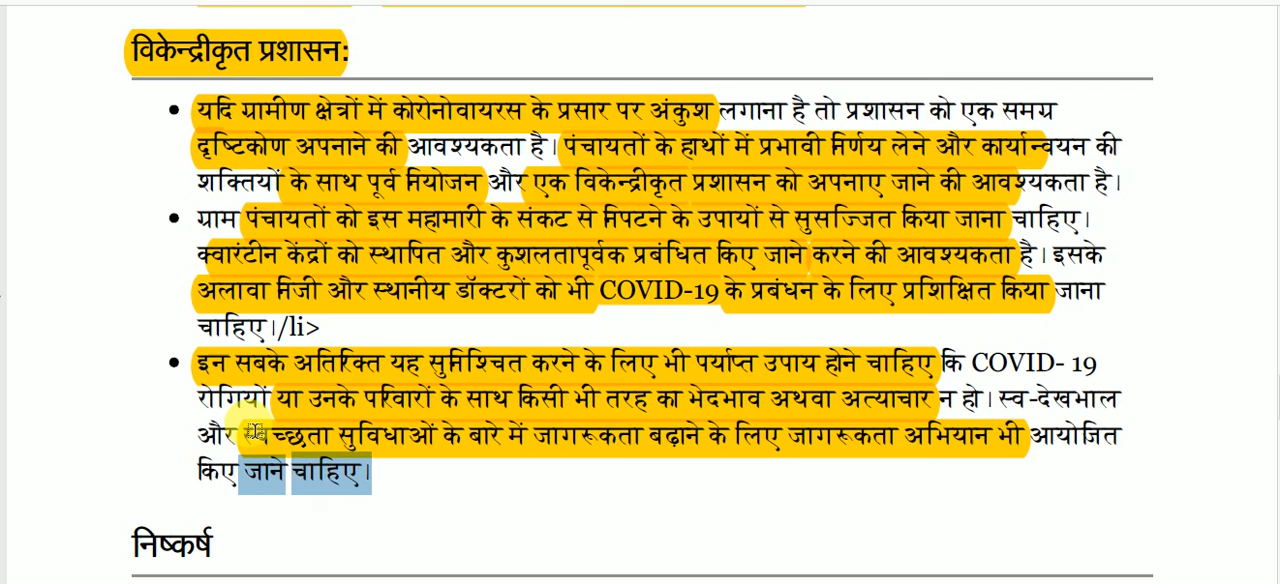 विकेन्द्रीकृत प्रशासन:
यदि ग्रामीण क्षेत्रों में कोरोनोवायरस के प्रसार पर अंकुश लगाना है तो प्रशासन को एक समग्र
दृष्टिकोण अपनाने की आवश्यकता है। पंचायतों के हाथों में प्रभावी निर्णय लेने और कार्यान्वयन की
शक्तियों के साथ पूर्व नियोजन और एक विकेन्द्रीकृत प्रशासन को अपनाए जाने की आवश्यकता है।
ग्राम पंचायतों को इस महामारी के संकट से निपटने के उपायों से सुसज्जित किया जाना चाहिए।
क्वारंटीन केंद्रों को स्थापित और कुशलतापूर्वक प्रबंधित किए जाने करने की आवश्यकता है। इसके
अलावा निजी और स्थानीय डॉक्टरों को भी COVID-19 के प्रबंधन के लिए प्रशिक्षित किया जाना
चाहिए।/li>
इन सबके अतिरिक्त यह सुनिश्चित करने के लिए भी पर्याप्त उपाय होने चाहिए कि COVID- 19
रोगियों या उनके परिवारों के साथ किसी भी तरह का भेदभाव अथवा अत्याचार न हो। स्व-देखभाल
और स्वच्छता सुविधाओं के बारे में जागरूकता बढ़ाने के लिए जागरूकता अभियान भी आयोजित
किए जाने चाहिए।
निष्कर्ष